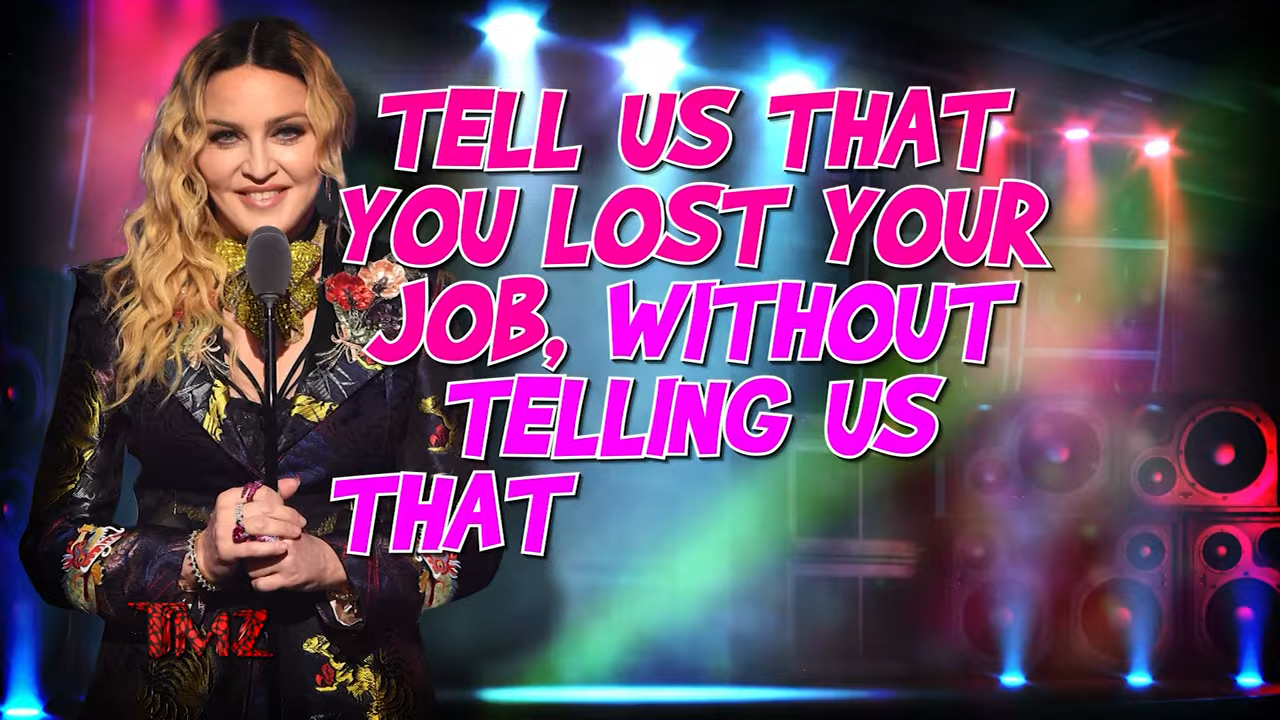 TELL US THAT
YOU LOST YOUR
JOB, WITHOUT
TELLING US
THAT
TMZ